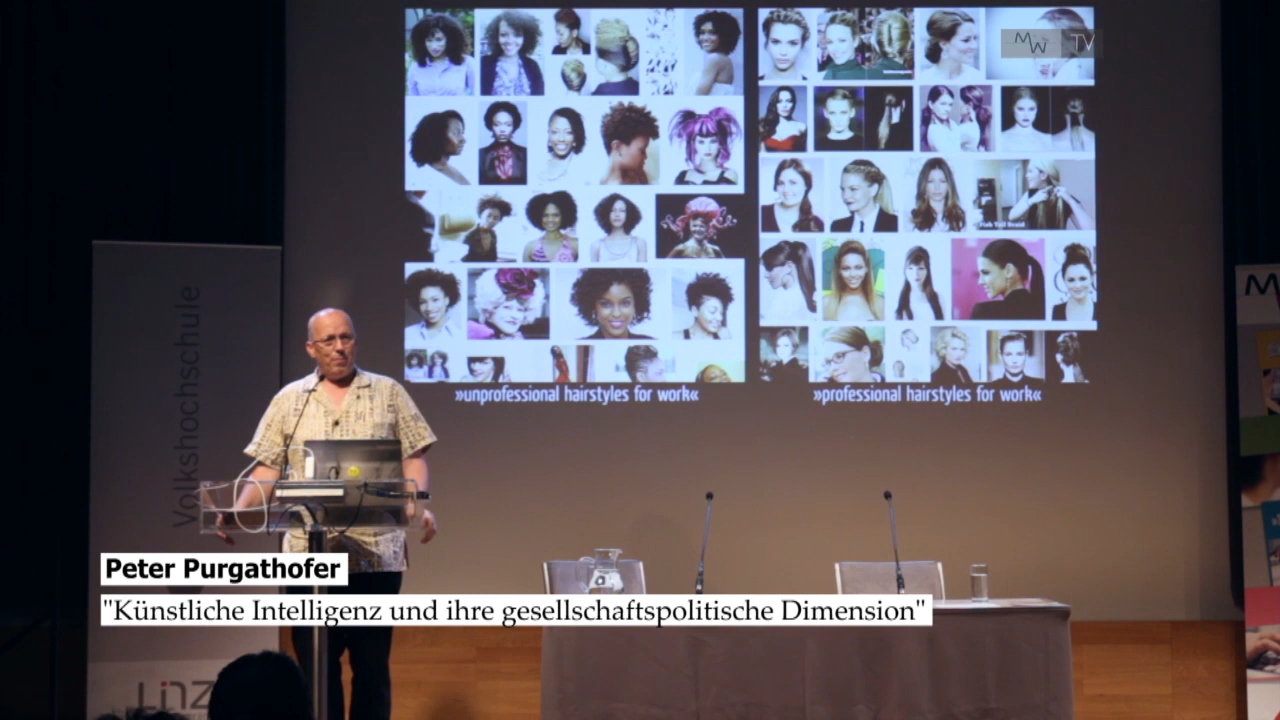 MW TV
»unprofessional hairstyles for work«
»professional hairstyles for work«
Volkshochschule
Peter Purgathofer
"Künstliche Intelligenz und ihre gesellschaftspolitische Dimension"
Linz